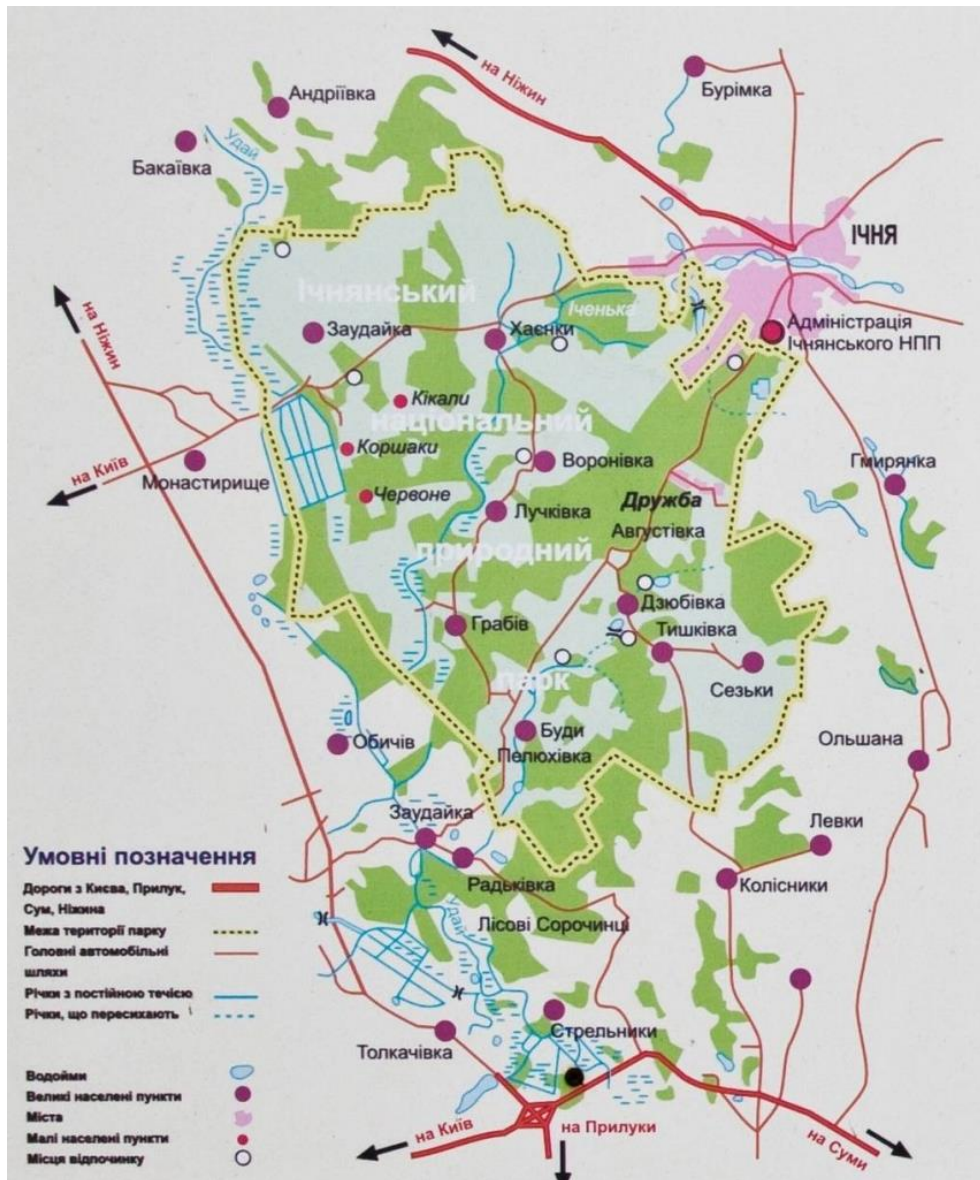 на Ніжин
Бурімка
Андріївка
Удай
Бакаївка
ІЧНЯ
Ічнянський
Іченька
на Ніжин
Заудайка
Хаєнки
Адміністрація
Ічнянського НПП
Кікали
національний
Коршаки
на Київ
Монастирище
Воронівка
Гмирянка
Червоне
Дружба
Лучківка
Августівка
природний
Дзюбівка
Грабів
Тишківка
парк
Сезьки
Обичів
Буди
Пелюхівка
Ольшана
Заудайка
Левки
Радьківка
Колісники
Удай
Лісові Сорочинці
Стрельники
Толкачівка
на Київ
на Прилуки
на Суми
Умовні позначення
Дороги з Києва, Прилук,
Сум, Ніжина
Межа території парку
Головні автомобільні
шляхи
Річки з постійною течією
Річки, що пересихають
Водойми
Великі населені пункти
Міста
Малі населені пункти
Місця відпочинку